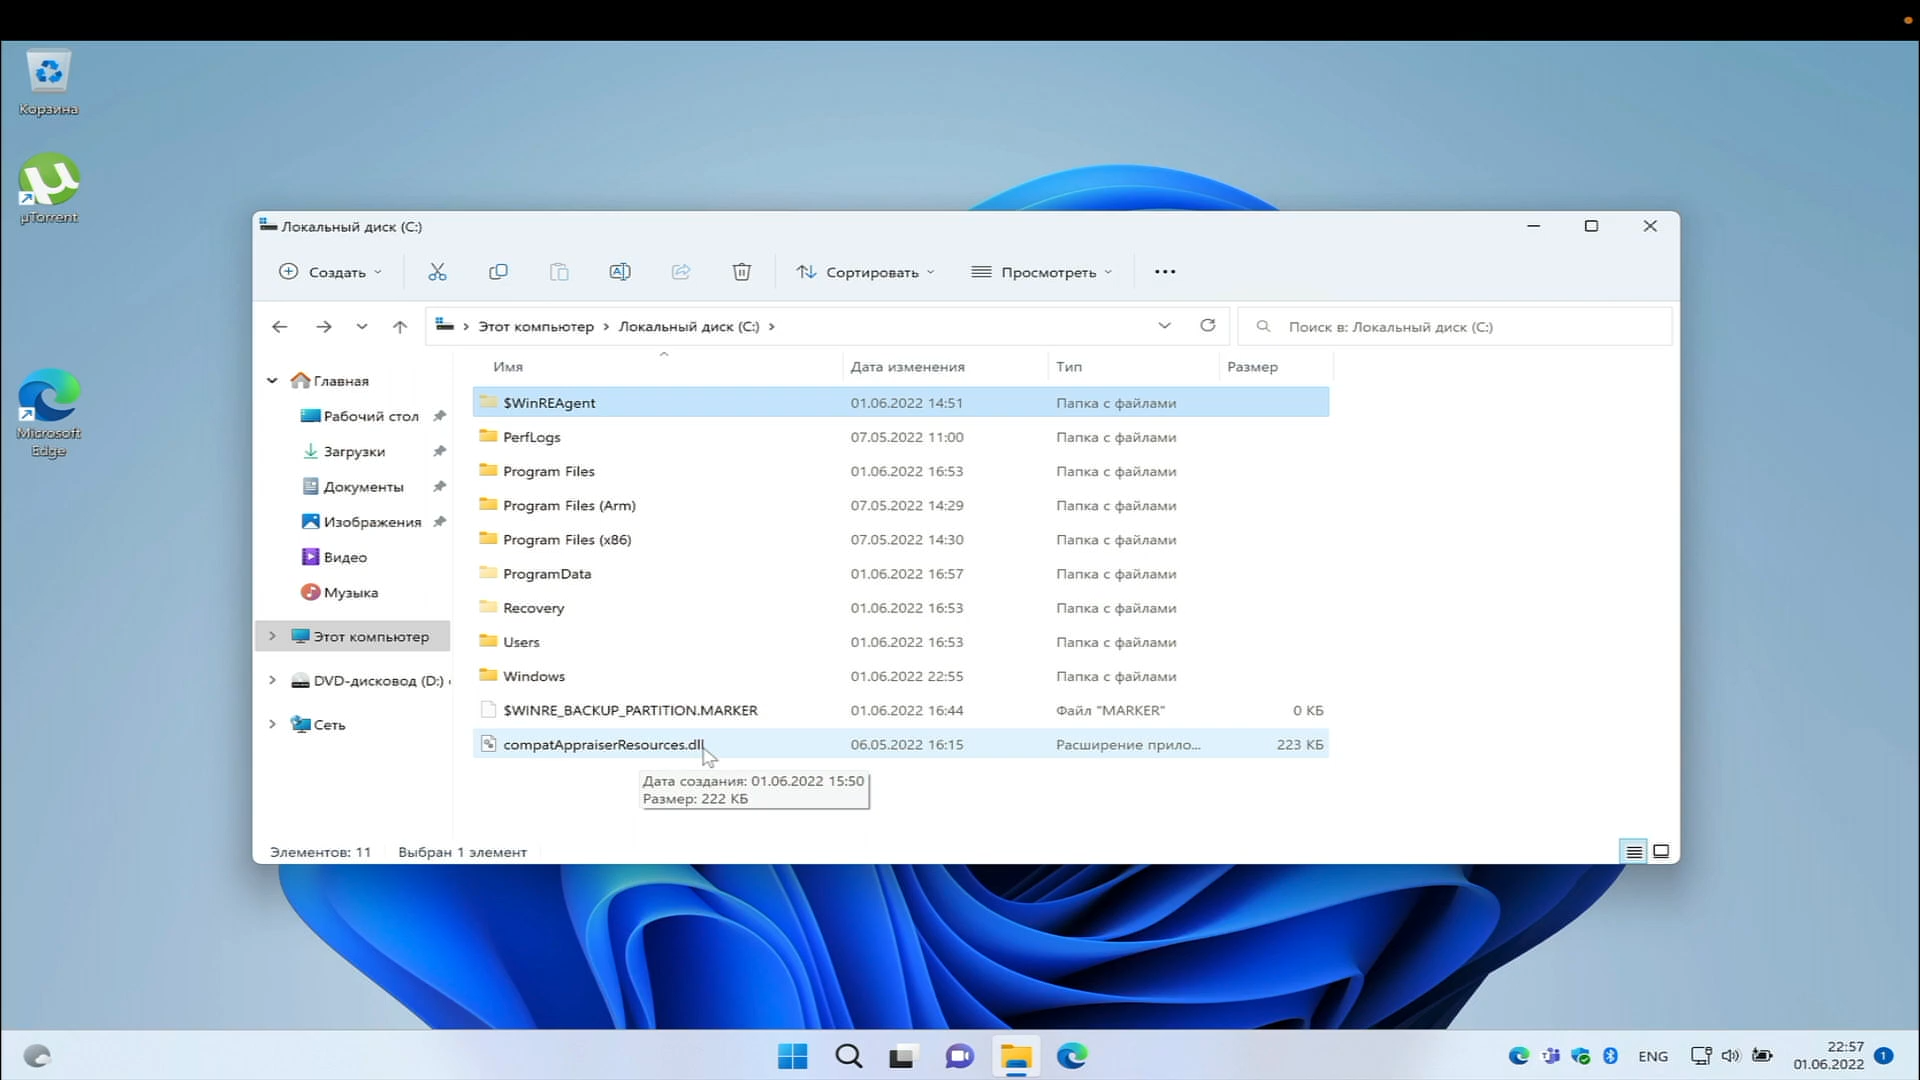 Корзина
µTorrent
Microsoft
Edge
Локальный диск (C:)
Создать
Сортировать
Просмотреть
Этот компьютер
Локальный диск (C:)
Поиск в: Локальный диск (C:)
Имя Дата изменения Тип Размер
Главная
Рабочий стол
Загрузки
Документы
Изображения
Видео
Музыка
Этот компьютер
DVD-дисковод (D:)
Сеть
$WinREAgent 01.06.2022 14:51 Папка с файлами
PerfLogs 07.05.2022 11:00 Папка с файлами
Program Files 01.06.2022 16:53 Папка с файлами
Program Files (Arm) 07.05.2022 14:29 Папка с файлами
Program Files (x86) 07.05.2022 14:30 Папка с файлами
ProgramData 01.06.2022 16:57 Папка с файлами
Recovery 01.06.2022 16:53 Папка с файлами
Users 01.06.2022 16:53 Папка с файлами
Windows 01.06.2022 22:55 Папка с файлами
$WINRE_BACKUP_PARTITION.MARKER 01.06.2022 16:44 Файл "MARKER" 0 КБ
compatAppraiserResources.dll 06.05.2022 16:15 Расширение прило... 223 КБ
Дата создания: 01.06.2022 15:50
Размер: 222 КБ
Элементов: 11 Выбран 1 элемент
ENG
22:57
01.06.2022
1